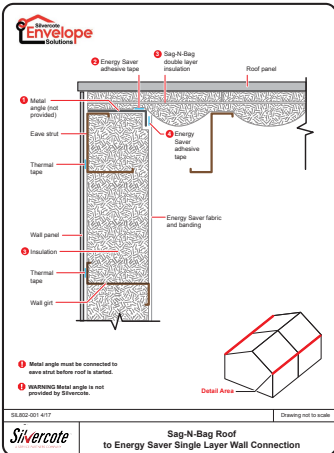 Silvercote
Envelope
Solutions
2 Energy Saver
adhesive tape
3 Sag-N-Bag
double layer
insulation
Roof panel
1 Metal
angle (not
provided)
Eave strut
4 Energy
Saver
adhesive
tape
Thermal
tape
Energy Saver fabric
and banding
Wall panel
5 Insulation
Thermal
tape
Wall girt
! Metal angle must be connected to
eave strut before roof is started.
! WARNING Metal angle is not
provided by Silvercote.
Detail Area
SIL802-001 4/17
Drawing not to scale
Silvercote
Sag-N-Bag Roof
to Energy Saver Single Layer Wall Connection